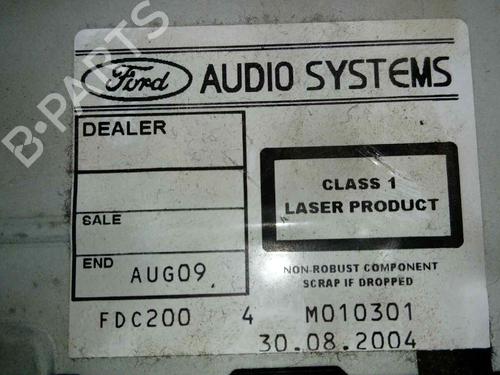 Ford AUDIO SYSTEMS
DEALER
CLASS 1
LASER PRODUCT
SALE
END AUG09
NON-ROBUST COMPONENT
SCRAP IF DROPPED
FDC200 4 M010301
30.08.2004
B-PARTS